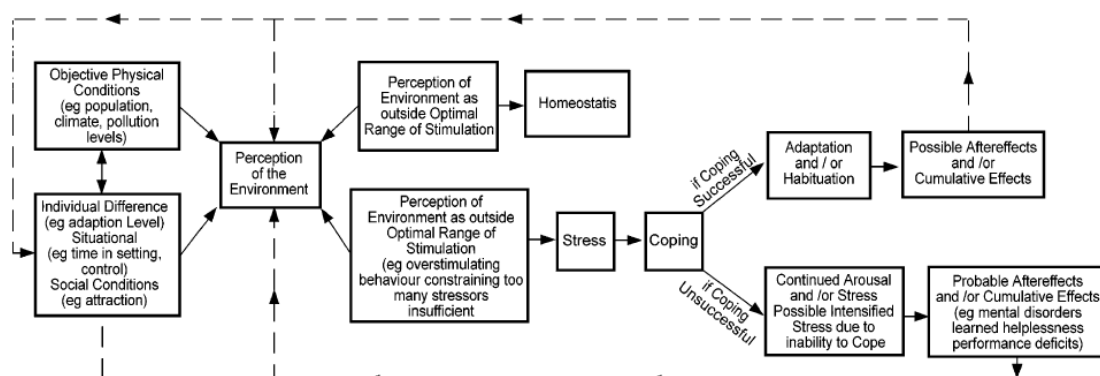 Objective Physical
Conditions
(eg population,
climate, pollution
levels)
Individual Difference
(eg adaption Level)
Situational
(eg time in setting,
control)
Social Conditions
(eg attraction)
Perception
of the
Environment
Perception of
Environment as
outside Optimal
Range of Stimulation
Homeostatis
Perception of
Environment as outside
Optimal Range of
Stimulation
(eg overstimulating
behaviour constraining too
many stressors
insufficient
Stress
Coping
if Coping
Successful
Adaptation
and / or
Habituation
Possible Aftereffects
and /or
Cumulative Effects
if Coping
Unsuccessful
Continued Arousal
and /or Stress
Possible Intensified
Stress due to
inability to Cope
Probable Aftereffects
and /or Cumulative Effects
(eg mental disorders
learned helplessness
performance deficits)